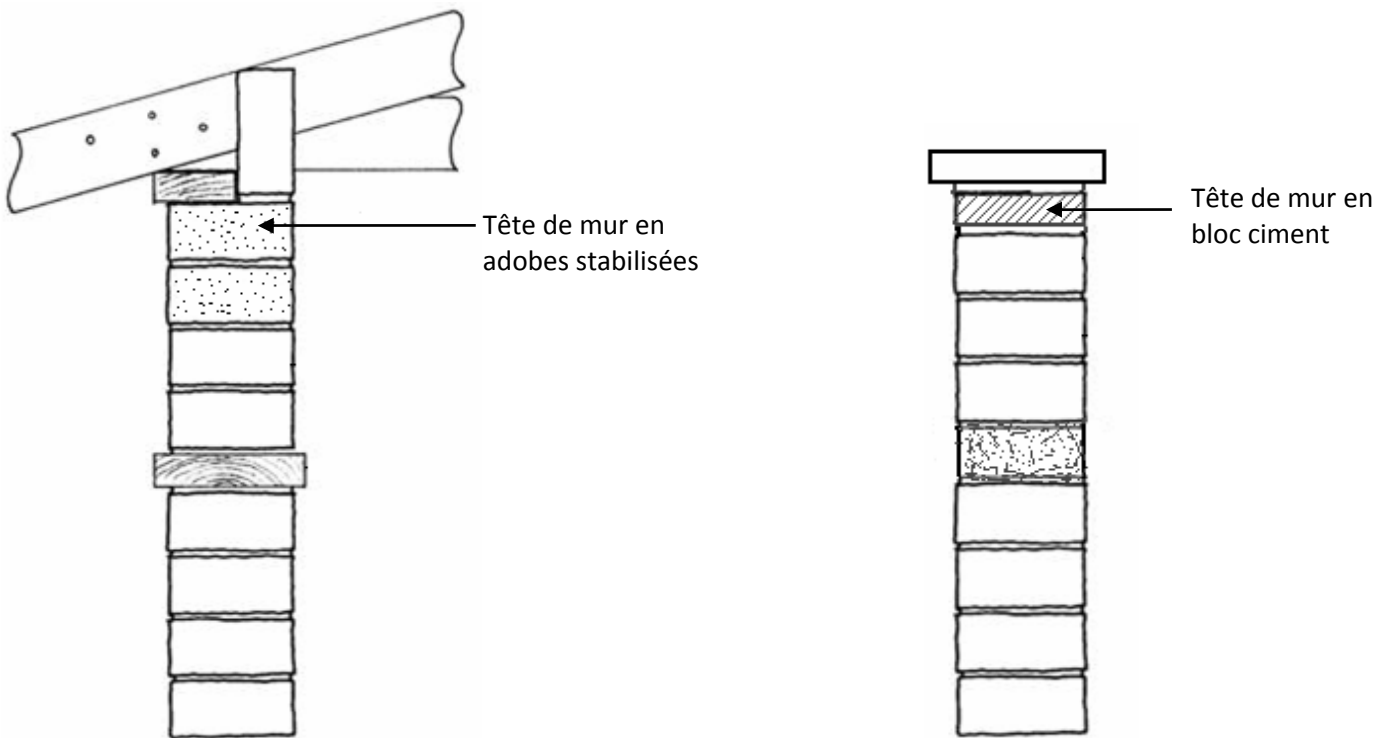 Tête de mur en
adobes stabilisées
Tête de mur en
bloc ciment